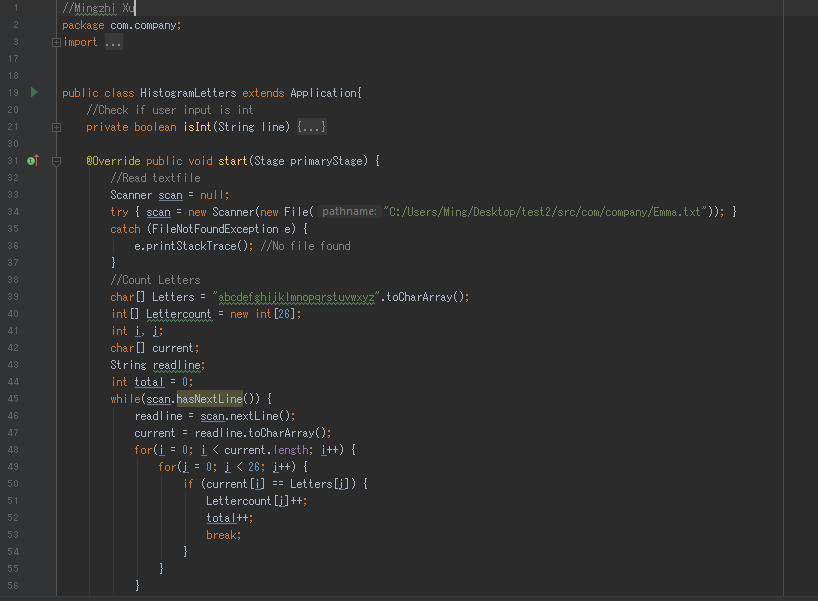 1 //Mingzhi Xu
2 package com.company;
3 import ...
17
18
19 public class HistogramLetters extends Application{
20 //Check if user input is int
21 private boolean isInt(String line) {...}
30
31 @Override public void start(Stage primaryStage) {
32 //Read textfile
33 Scanner scan = null;
34 try { scan = new Scanner(new File( pathname: "C:/Users/Ming/Desktop/test2/src/com/company/Emma.txt")); }
35 catch (FileNotFoundException e) {
36 e.printStackTrace(); //No file found
37 }
38 //Count Letters
39 char[] Letters = "abcdefghijklmnopqrstuvwxyz".toCharArray();
40 int[] Lettercount = new int[26];
41 int i, j;
42 char[] current;
43 String readline;
44 int total = 0;
45 while(scan.hasNextLine()) {
46 readline = scan.nextLine();
47 current = readline.toCharArray();
48 for(i = 0; i < current.length; i++) {
49 for(j = 0; j < 26; j++) {
50 if (current[i] == Letters[j]) {
51 Lettercount[j]++;
52 total++;
53 break;
54 }
55 }
56 }